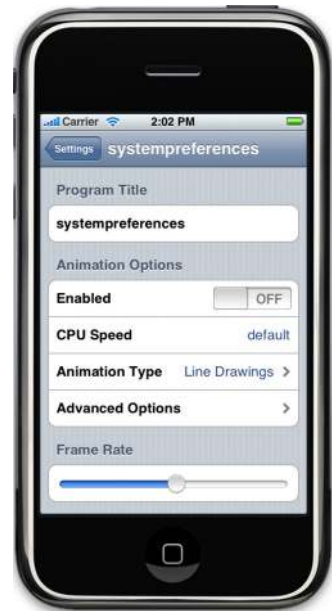 Carrier 2:02 PM
Settings systempreferences
Program Title
systempreferences
Animation Options
Enabled OFF
CPU Speed default
Animation Type Line Drawings >
Advanced Options >
Frame Rate